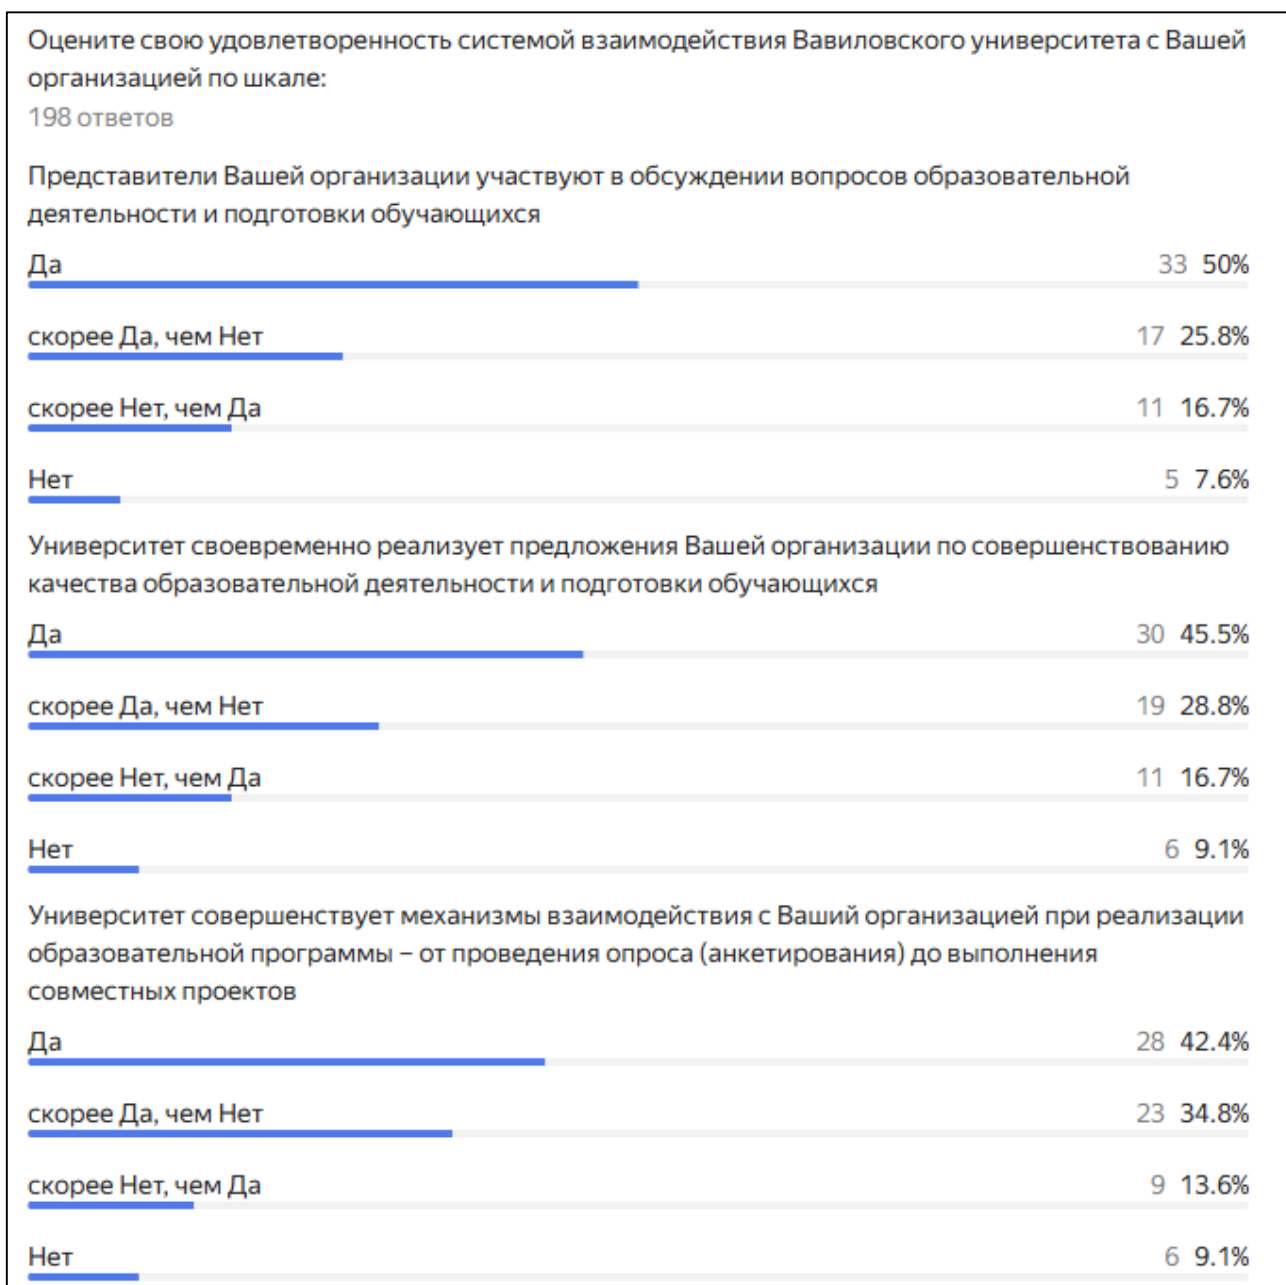 Оцените свою удовлетворенность системой взаимодействия Вавиловского университета с Вашей
организацией по шкале:
198 ответов
Представители Вашей организации участвуют в обсуждении вопросов образовательной
деятельности и подготовки обучающихся
Да 33 50%
скорее Да, чем Нет 17 25.8%
скорее Нет, чем Да 11 16.7%
Нет 5 7.6%
Университет своевременно реализует предложения Вашей организации по совершенствованию
качества образовательной деятельности и подготовки обучающихся
Да 30 45.5%
скорее Да, чем Нет 19 28.8%
скорее Нет, чем Да 11 16.7%
Нет 6 9.1%
Университет совершенствует механизмы взаимодействия с Ваший организацией при реализации
образовательной программы – от проведения опроса (анкетирования) до выполнения
совместных проектов
Да 28 42.4%
скорее Да, чем Нет 23 34.8%
скорее Нет, чем Да 9 13.6%
Нет 6 9.1%